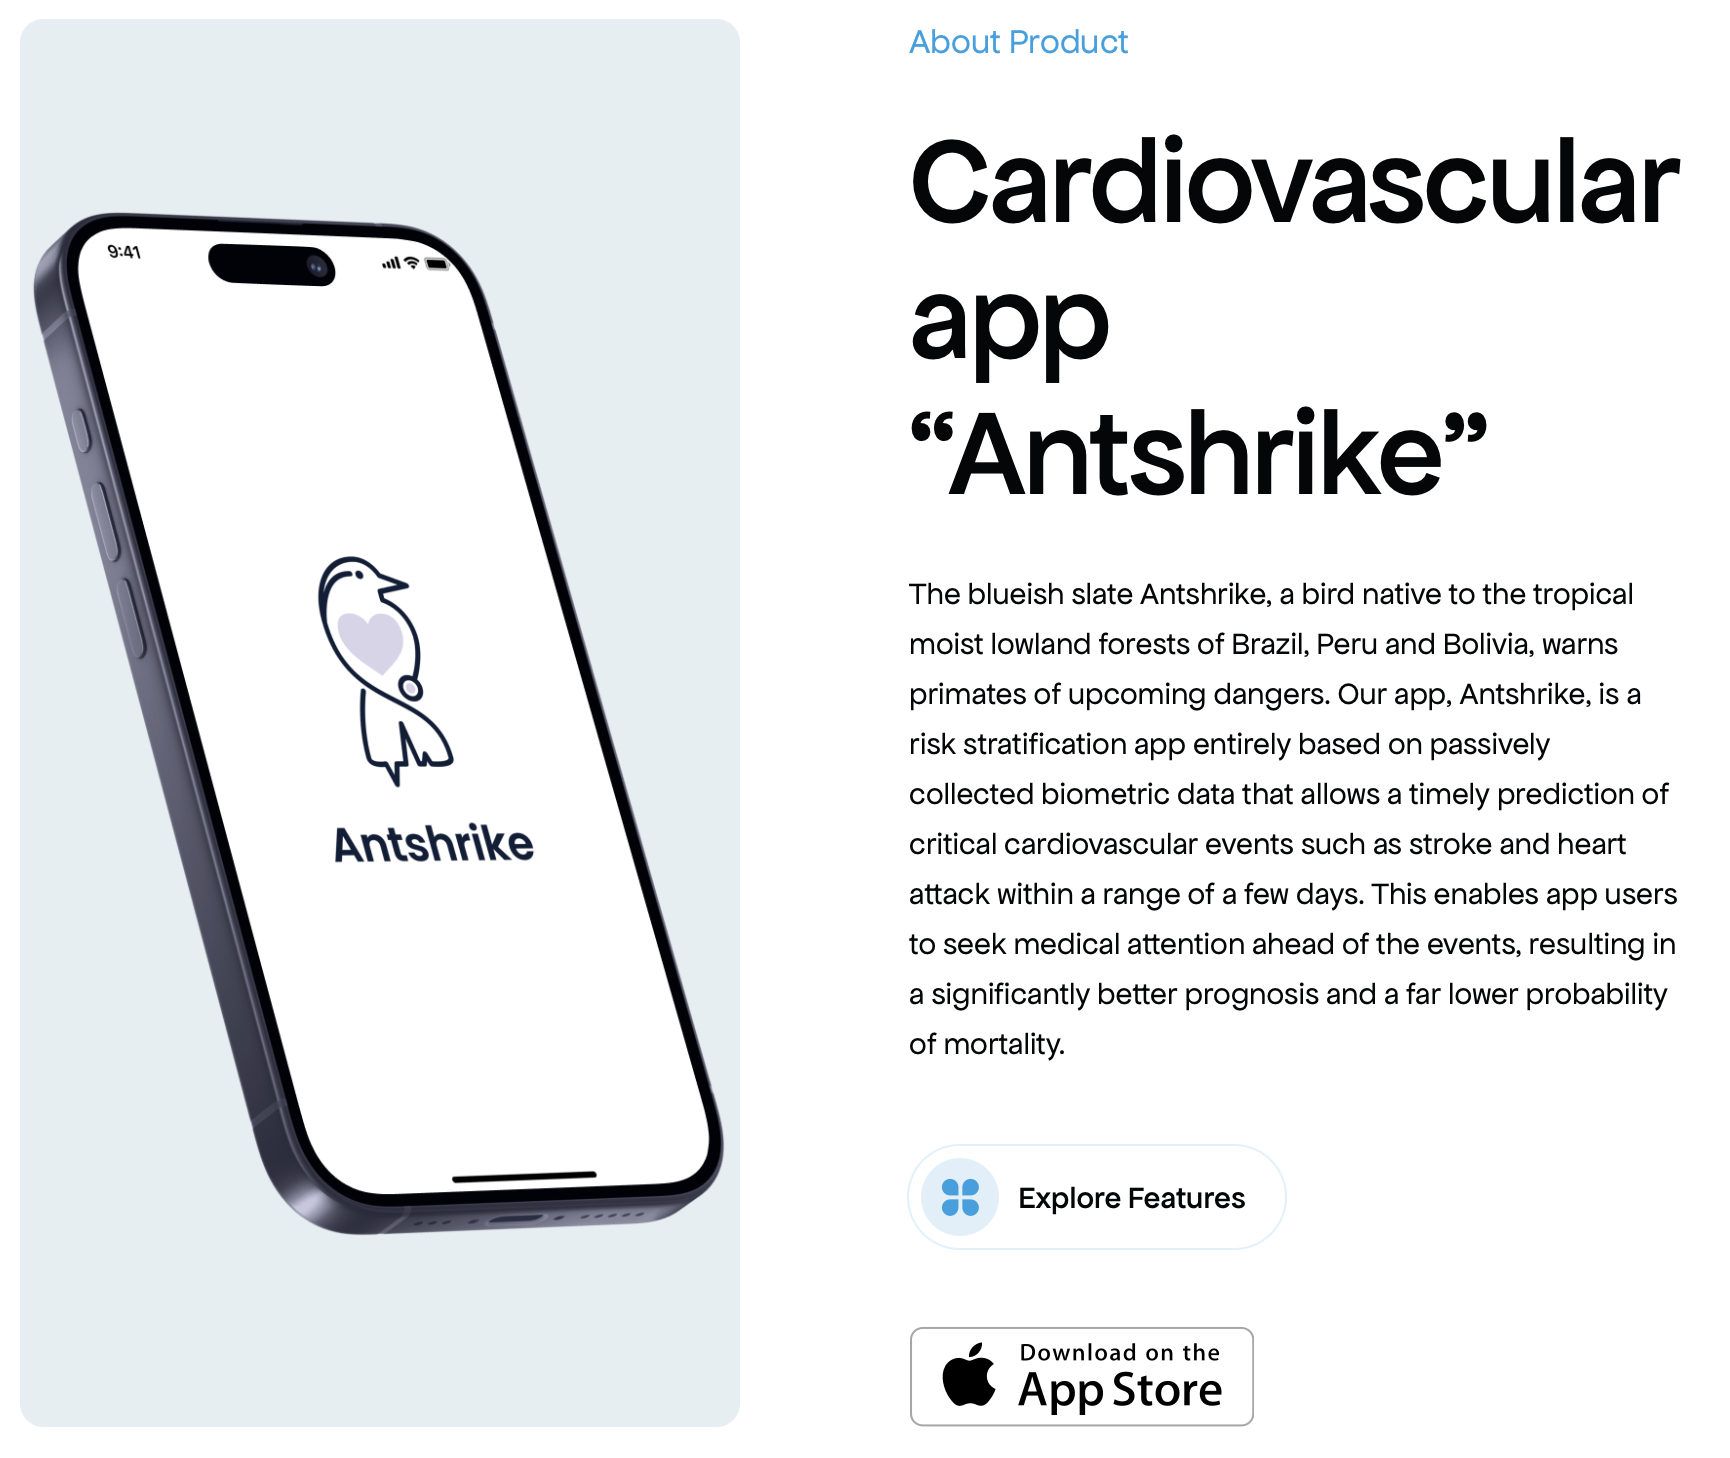 9:41
Antshrike
About Product
Cardiovascular
app
“Antshrike”
The blueish slate Antshrike, a bird native to the tropical
moist lowland forests of Brazil, Peru and Bolivia, warns
primates of upcoming dangers. Our app, Antshrike, is a
risk stratification app entirely based on passively
collected biometric data that allows a timely prediction of
critical cardiovascular events such as stroke and heart
attack within a range of a few days. This enables app users
to seek medical attention ahead of the events, resulting in
a significantly better prognosis and a far lower probability
of mortality.
Explore Features
Download on the
App Store